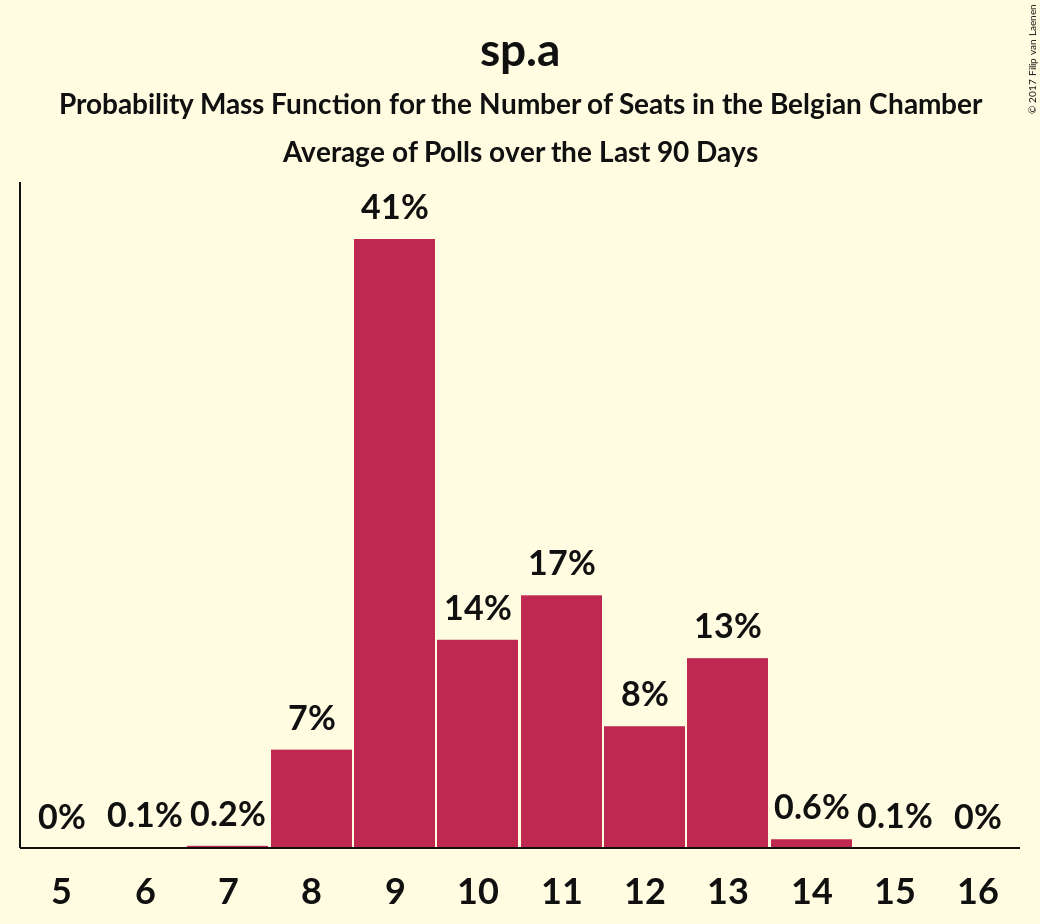 sp.a
Probability Mass Function for the Number of Seats in the Belgian Chamber
Average of Polls over the Last 90 Days
© 2017 Filip van Laenen
0% 0.1% 0.2% 7% 41% 14% 17% 8% 13% 0.6% 0.1% 0%
5 6 7 8 9 10 11 12 13 14 15 16